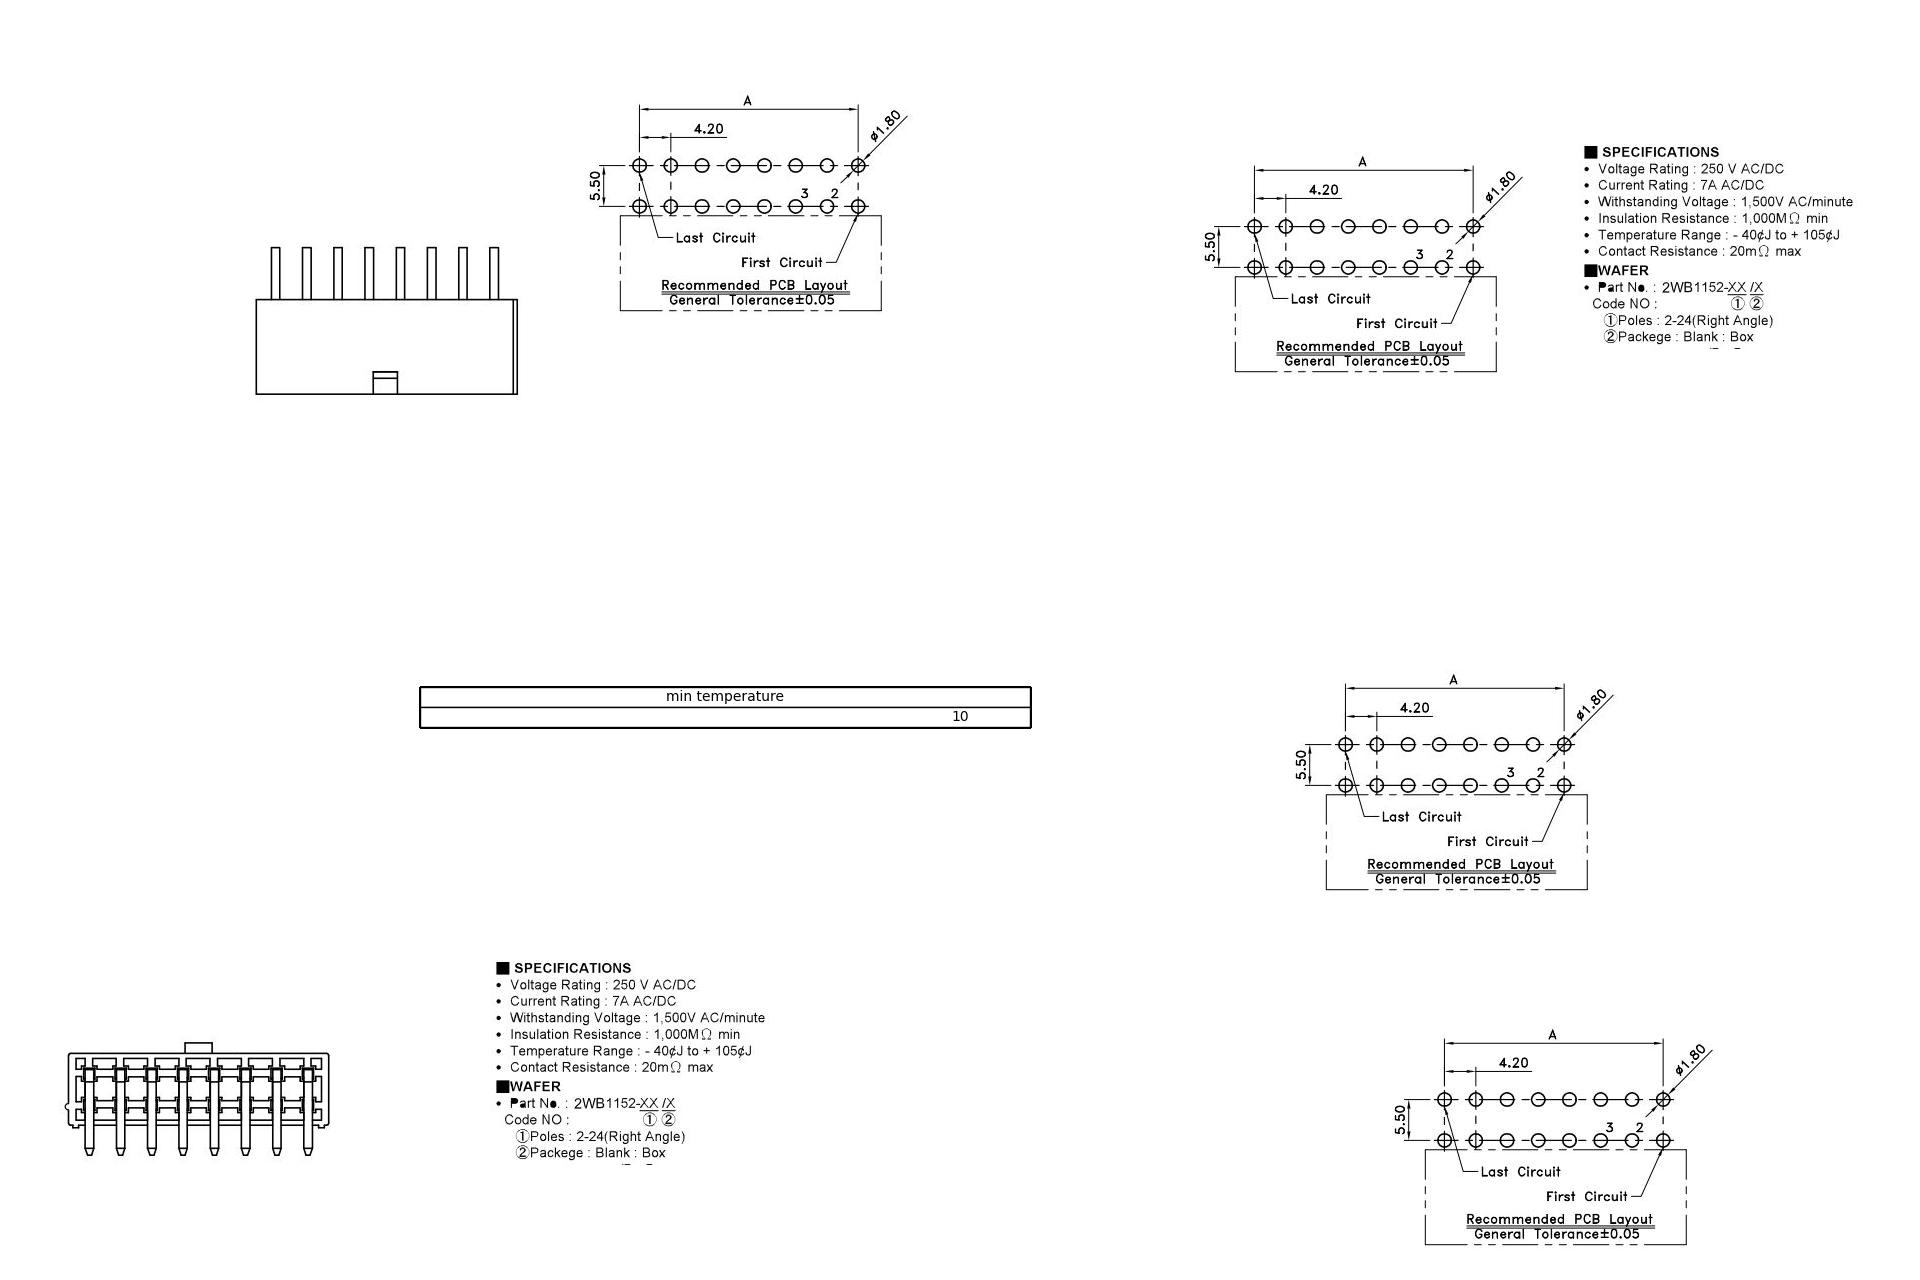 A
4.20
ø1.80
5.50
3 2
Last Circuit
First Circuit
Recommended PCB Layout
General Tolerance±0.05
A
4.20
ø1.80
5.50
3 2
Last Circuit
First Circuit
Recommended PCB Layout
General Tolerance±0.05
■ SPECIFICATIONS
• Voltage Rating : 250 V AC/DC
• Current Rating : 7A AC/DC
• Withstanding Voltage : 1,500V AC/minute
• Insulation Resistance : 1,000MΩ min
• Temperature Range : - 40¢J to + 105¢J
• Contact Resistance : 20mΩ max
■WAFER
• Part No. : 2WB1152-XX /X
Code NO : ① ②
①Poles : 2-24(Right Angle)
②Packege : Blank : Box
min temperature
10
A
4.20
ø1.80
5.50
3 2
Last Circuit
First Circuit
Recommended PCB Layout
General Tolerance±0.05
■ SPECIFICATIONS
• Voltage Rating : 250 V AC/DC
• Current Rating : 7A AC/DC
• Withstanding Voltage : 1,500V AC/minute
• Insulation Resistance : 1,000MΩ min
• Temperature Range : - 40¢J to + 105¢J
• Contact Resistance : 20mΩ max
■WAFER
• Part No. : 2WB1152-XX /X
Code NO : ① ②
①Poles : 2-24(Right Angle)
②Packege : Blank : Box
A
4.20
ø1.80
5.50
3 2
Last Circuit
First Circuit
Recommended PCB Layout
General Tolerance±0.05